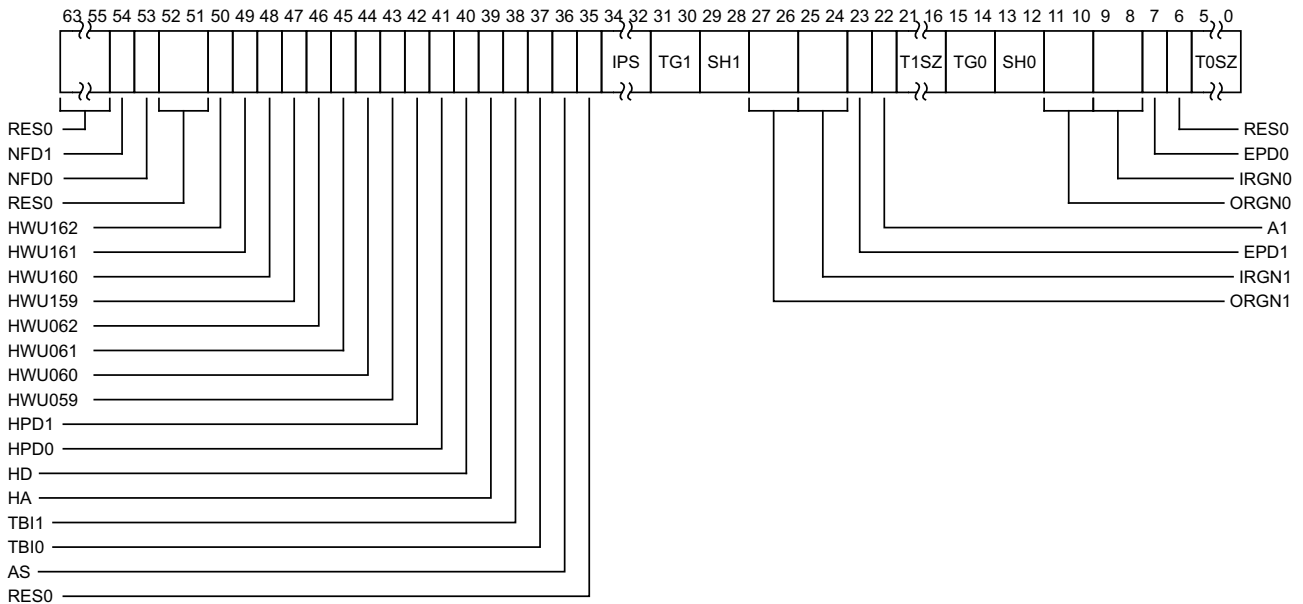 63 55 54 53 52 51 50 49 48 47 46 45 44 43 42 41 40 39 38 37 36 35 34 32 31 30 29 28 27 26 25 24 23 22 21 16 15 14 13 12 11 10 9 8 7 6 5 0
IPS TG1 SH1 T1SZ TG0 SH0 T0SZ
RES0
NFD1
NFD0
RES0
HWU162
HWU161
HWU160
HWU159
HWU062
HWU061
HWU060
HWU059
HPD1
HPD0
HD
HA
TBI1
TBI0
AS
RES0
RES0
EPD0
IRGN0
ORGN0
A1
EPD1
IRGN1
ORGN1